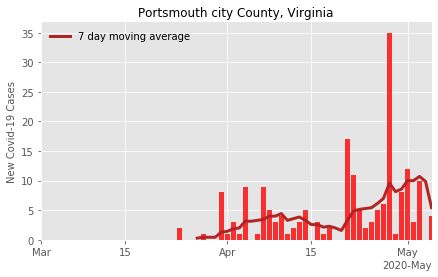 Portsmouth city County, Virginia
7 day moving average
New Covid-19 Cases
35
30
25
20
15
10
5
0
Mar
15
Apr
15
May
2020-May